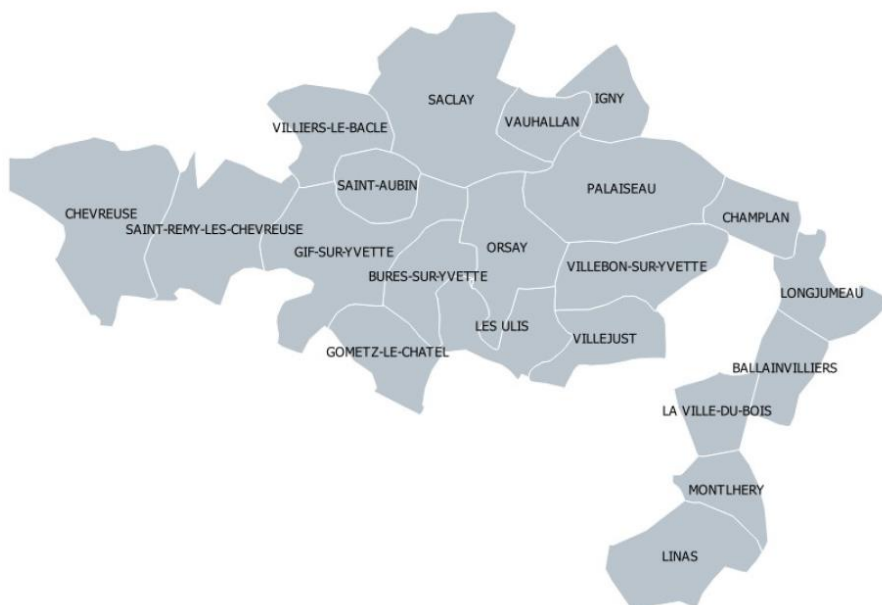 SACLAY
IGNY
VAUHALLAN
VILLIERS-LE-BACLE
SAINT-AUBIN
PALAISEAU
CHEVREUSE
CHAMPLAN
SAINT-REMY-LES-CHEVREUSE
ORSAY
GIF-SUR-YVETTE
VILLEBON-SUR-YVETTE
BURES-SUR-YVETTE
LONGJUMEAU
LES ULIS
VILLEJUST
GOMETZ-LE-CHATEL
BALLAINVILLIERS
LA VILLE-DU-BOIS
MONTLHERY
LINAS